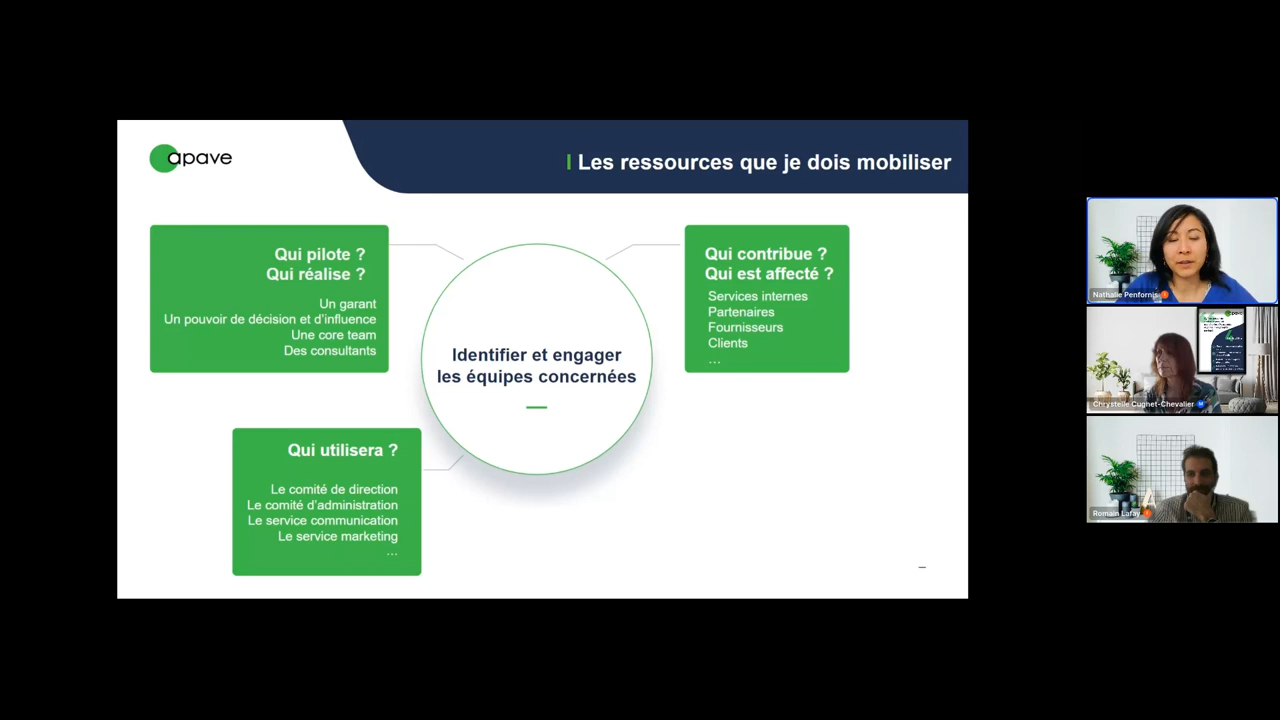 apave
Les ressources que je dois mobiliser
Qui pilote ?
Qui réalise ?
Un garant
Un pouvoir de décision et d'influence
Une core team
Des consultants
Identifier et engager
les équipes concernées
Qui contribue ?
Qui est affecté ?
Services internes
Partenaires
Fournisseurs
Clients
...
Qui utilisera ?
Le comité de direction
Le comité d'administration
Le service communication
Le service marketing
...
Nathalie Penfornis
Chrystelle Cugnet-Chevalier
Romain Lafay